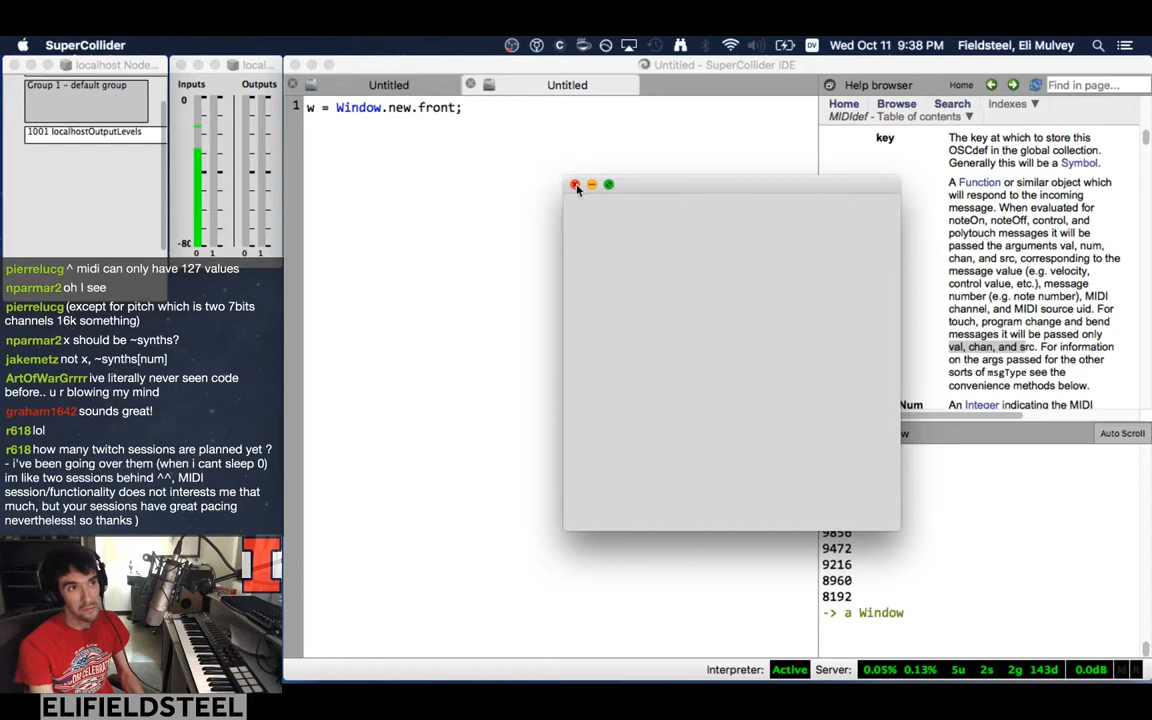 SuperCollider
DV
Wed Oct 11 9:38 PM
Fieldsteel, Eli Mulvey
localhost Node...
local...
Untitled - SuperCollider IDE
Group 1 - default group
1001 localhostOutputLevels
Inputs
Outputs
0
-80
0 1 0 1
Untitled
Untitled
1 w = Window.new.front;
Help browser
Home
Find in page...
Home Browse Search Indexes ▼
MIDIdef - Table of contents ▼
key
The key at which to store this
OSCdef in the global collection.
Generally this will be a Symbol.
A Function or similar object which
will respond to the incoming
message. When evaluated for
noteOn, noteOff, control, and
polytouch messages it will be
passed the arguments val, num,
chan, and src, corresponding to the
message value (e.g. velocity,
control value, etc.), message
number (e.g. note number), MIDI
channel, and MIDI source uid. For
touch, program change and bend
messages it will be passed only
val, chan, and src. For information
on the args passed for the other
sorts of msgType see the
convenience methods below.
Num
An Integer indicating the MIDI
Auto Scroll
9856
9472
9216
8960
8192
-> a Window
pierrelucg ^ midi can only have 127 values
nparmar2 oh I see
pierrelucg (except for pitch which is two 7bits
channels 16k something)
nparmar2 x should be ~synths?
jakemetz not x, ~synths[num]
ArtOfWarGrrrr ive literally never seen code
before.. u r blowing my mind
graham1642 sounds great!
r618 lol
r618 how many twitch sessions are planned yet ?
- i've been going over them (when i cant sleep 0)
im like two sessions behind ^^, MIDI
session/functionality does not interests me that
much, but your sessions have great pacing
nevertheless! so thanks )
Interpreter: Active Server: 0.05% 0.13% 5u 2s 2g 143d 0.0dB M R
ELIFIELDSTEEL